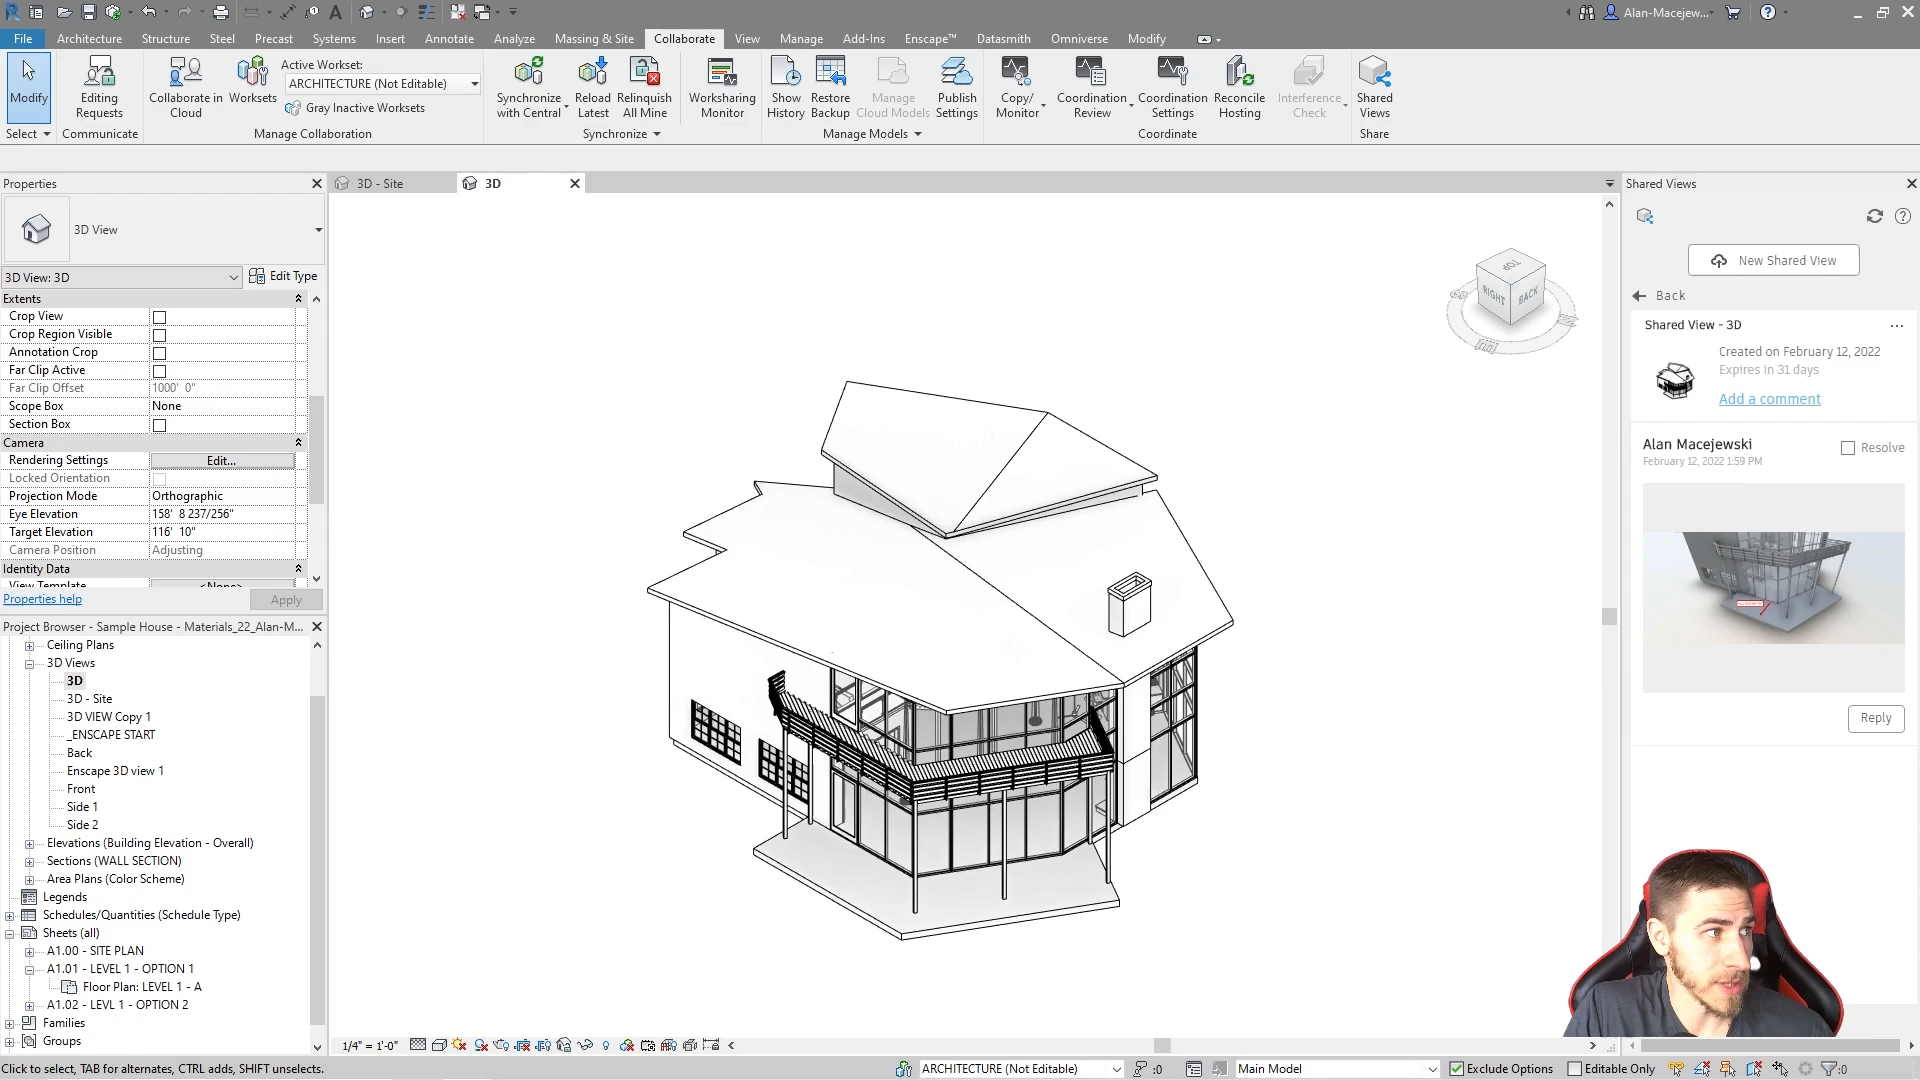 Alan-Macejew...
File Architecture Structure Steel Precast Systems Insert Annotate Analyze Massing & Site Collaborate View Manage Add-Ins Enscape™ Datasmith Omniverse Modify
Modify
Select
Editing Requests
Communicate
Collaborate in Cloud
Worksets
Active Workset:
ARCHITECTURE (Not Editable)
Gray Inactive Worksets
Manage Collaboration
Synchronize with Central
Reload Latest
Relinquish All Mine
Synchronize
Worksharing Monitor
Show History
Restore Backup
Manage Cloud Models
Publish Settings
Manage Models
Copy/ Monitor
Coordination Review
Coordination Settings
Reconcile Hosting
Interference Check
Coordinate
Shared Views
Share
Properties
3D View
3D View: 3D
Edit Type
Extents
Crop View
Crop Region Visible
Annotation Crop
Far Clip Active
Far Clip Offset 1000' 0"
Scope Box None
Section Box
Camera
Rendering Settings Edit...
Locked Orientation
Projection Mode Orthographic
Eye Elevation 158' 8 237/256"
Target Elevation 116' 10"
Camera Position Adjusting
Identity Data
View Template <None>
Properties help
Apply
Project Browser - Sample House - Materials_22_Alan-M...
Ceiling Plans
3D Views
3D
3D - Site
3D VIEW Copy 1
_ENSCAPE START
Back
Enscape 3D view 1
Front
Side 1
Side 2
Elevations (Building Elevation - Overall)
Sections (WALL SECTION)
Area Plans (Color Scheme)
Legends
Schedules/Quantities (Schedule Type)
Sheets (all)
A1.00 - SITE PLAN
A1.01 - LEVEL 1 - OPTION 1
Floor Plan: LEVEL 1 - A
A1.02 - LEVL 1 - OPTION 2
Families
Groups
3D - Site
3D
TOP
RIGHT
BACK
1/4" = 1'-0"
Shared Views
New Shared View
Back
Shared View - 3D
Created on February 12, 2022
Expires in 31 days
Add a comment
Alan Macejewski
February 12, 2022 1:59 PM
Resolve
Reply
Click to select, TAB for alternates, CTRL adds, SHIFT unselects.
ARCHITECTURE (Not Editable)
:0
Main Model
Exclude Options
Editable Only
:0